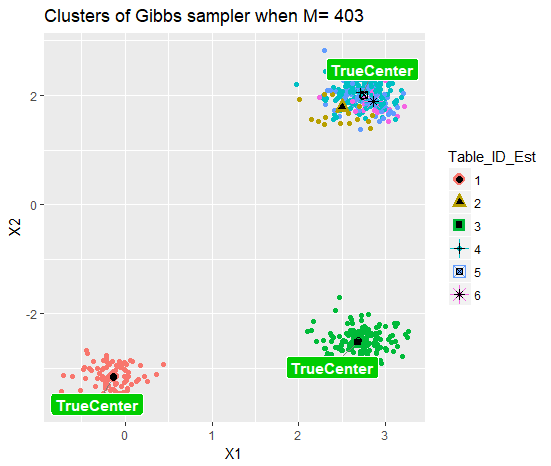 Clusters of Gibbs sampler when M= 403
TrueCenter
2
0
-2
X2
TrueCenter
TrueCenter
0
1
2
3
X1
Table_ID_Est
1
2
3
4
5
6